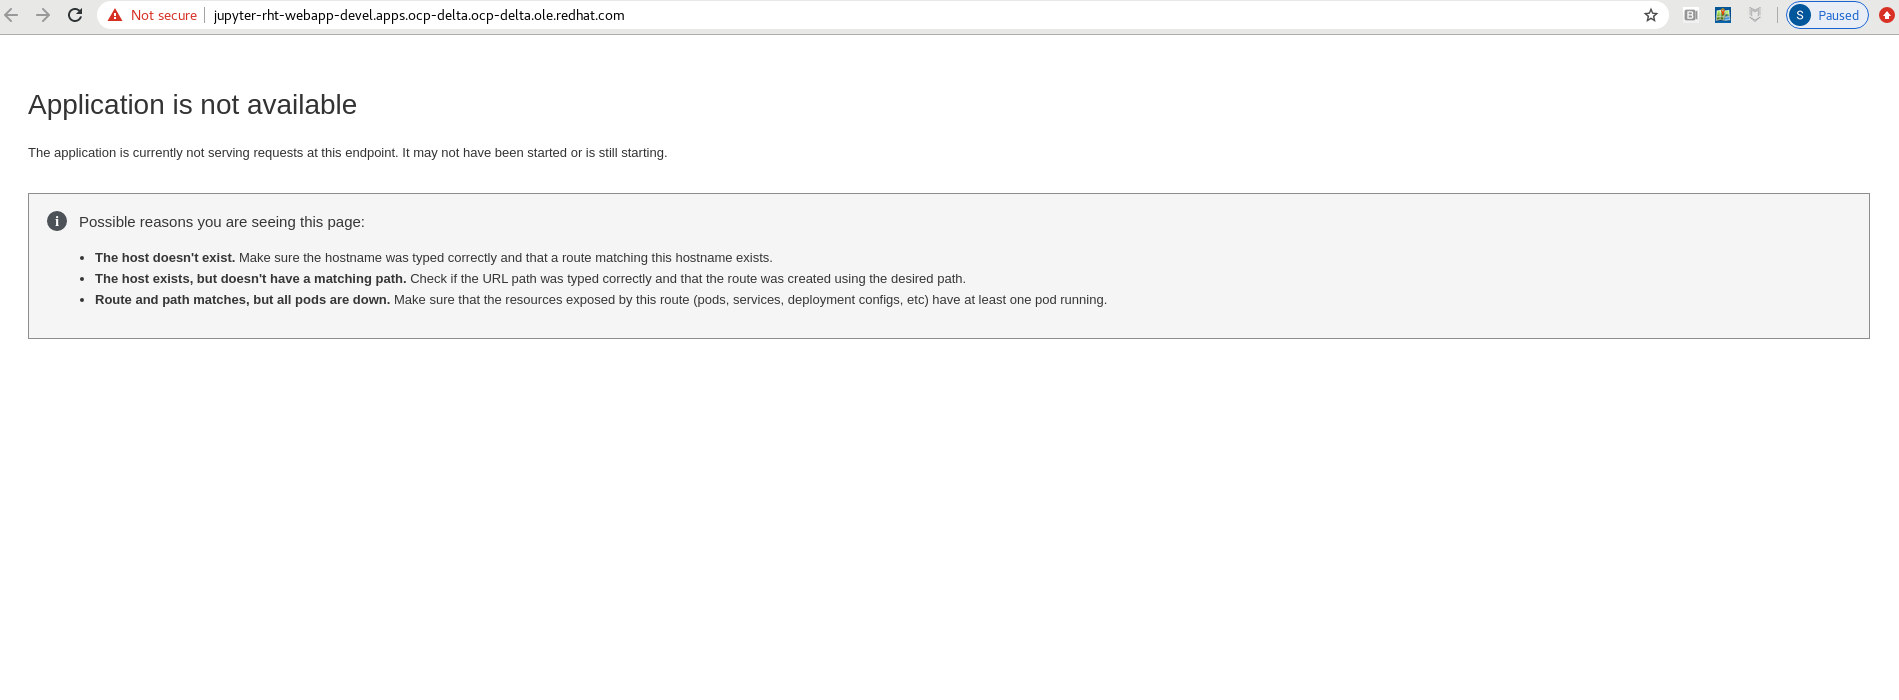 Not secure jupyter-rht-webapp-devel.apps.ocp-delta.ocp-delta.ole.redhat.com S Paused
Application is not available
The application is currently not serving requests at this endpoint. It may not have been started or is still starting.
i Possible reasons you are seeing this page:
• The host doesn't exist. Make sure the hostname was typed correctly and that a route matching this hostname exists.
• The host exists, but doesn't have a matching path. Check if the URL path was typed correctly and that the route was created using the desired path.
• Route and path matches, but all pods are down. Make sure that the resources exposed by this route (pods, services, deployment configs, etc) have at least one pod running.